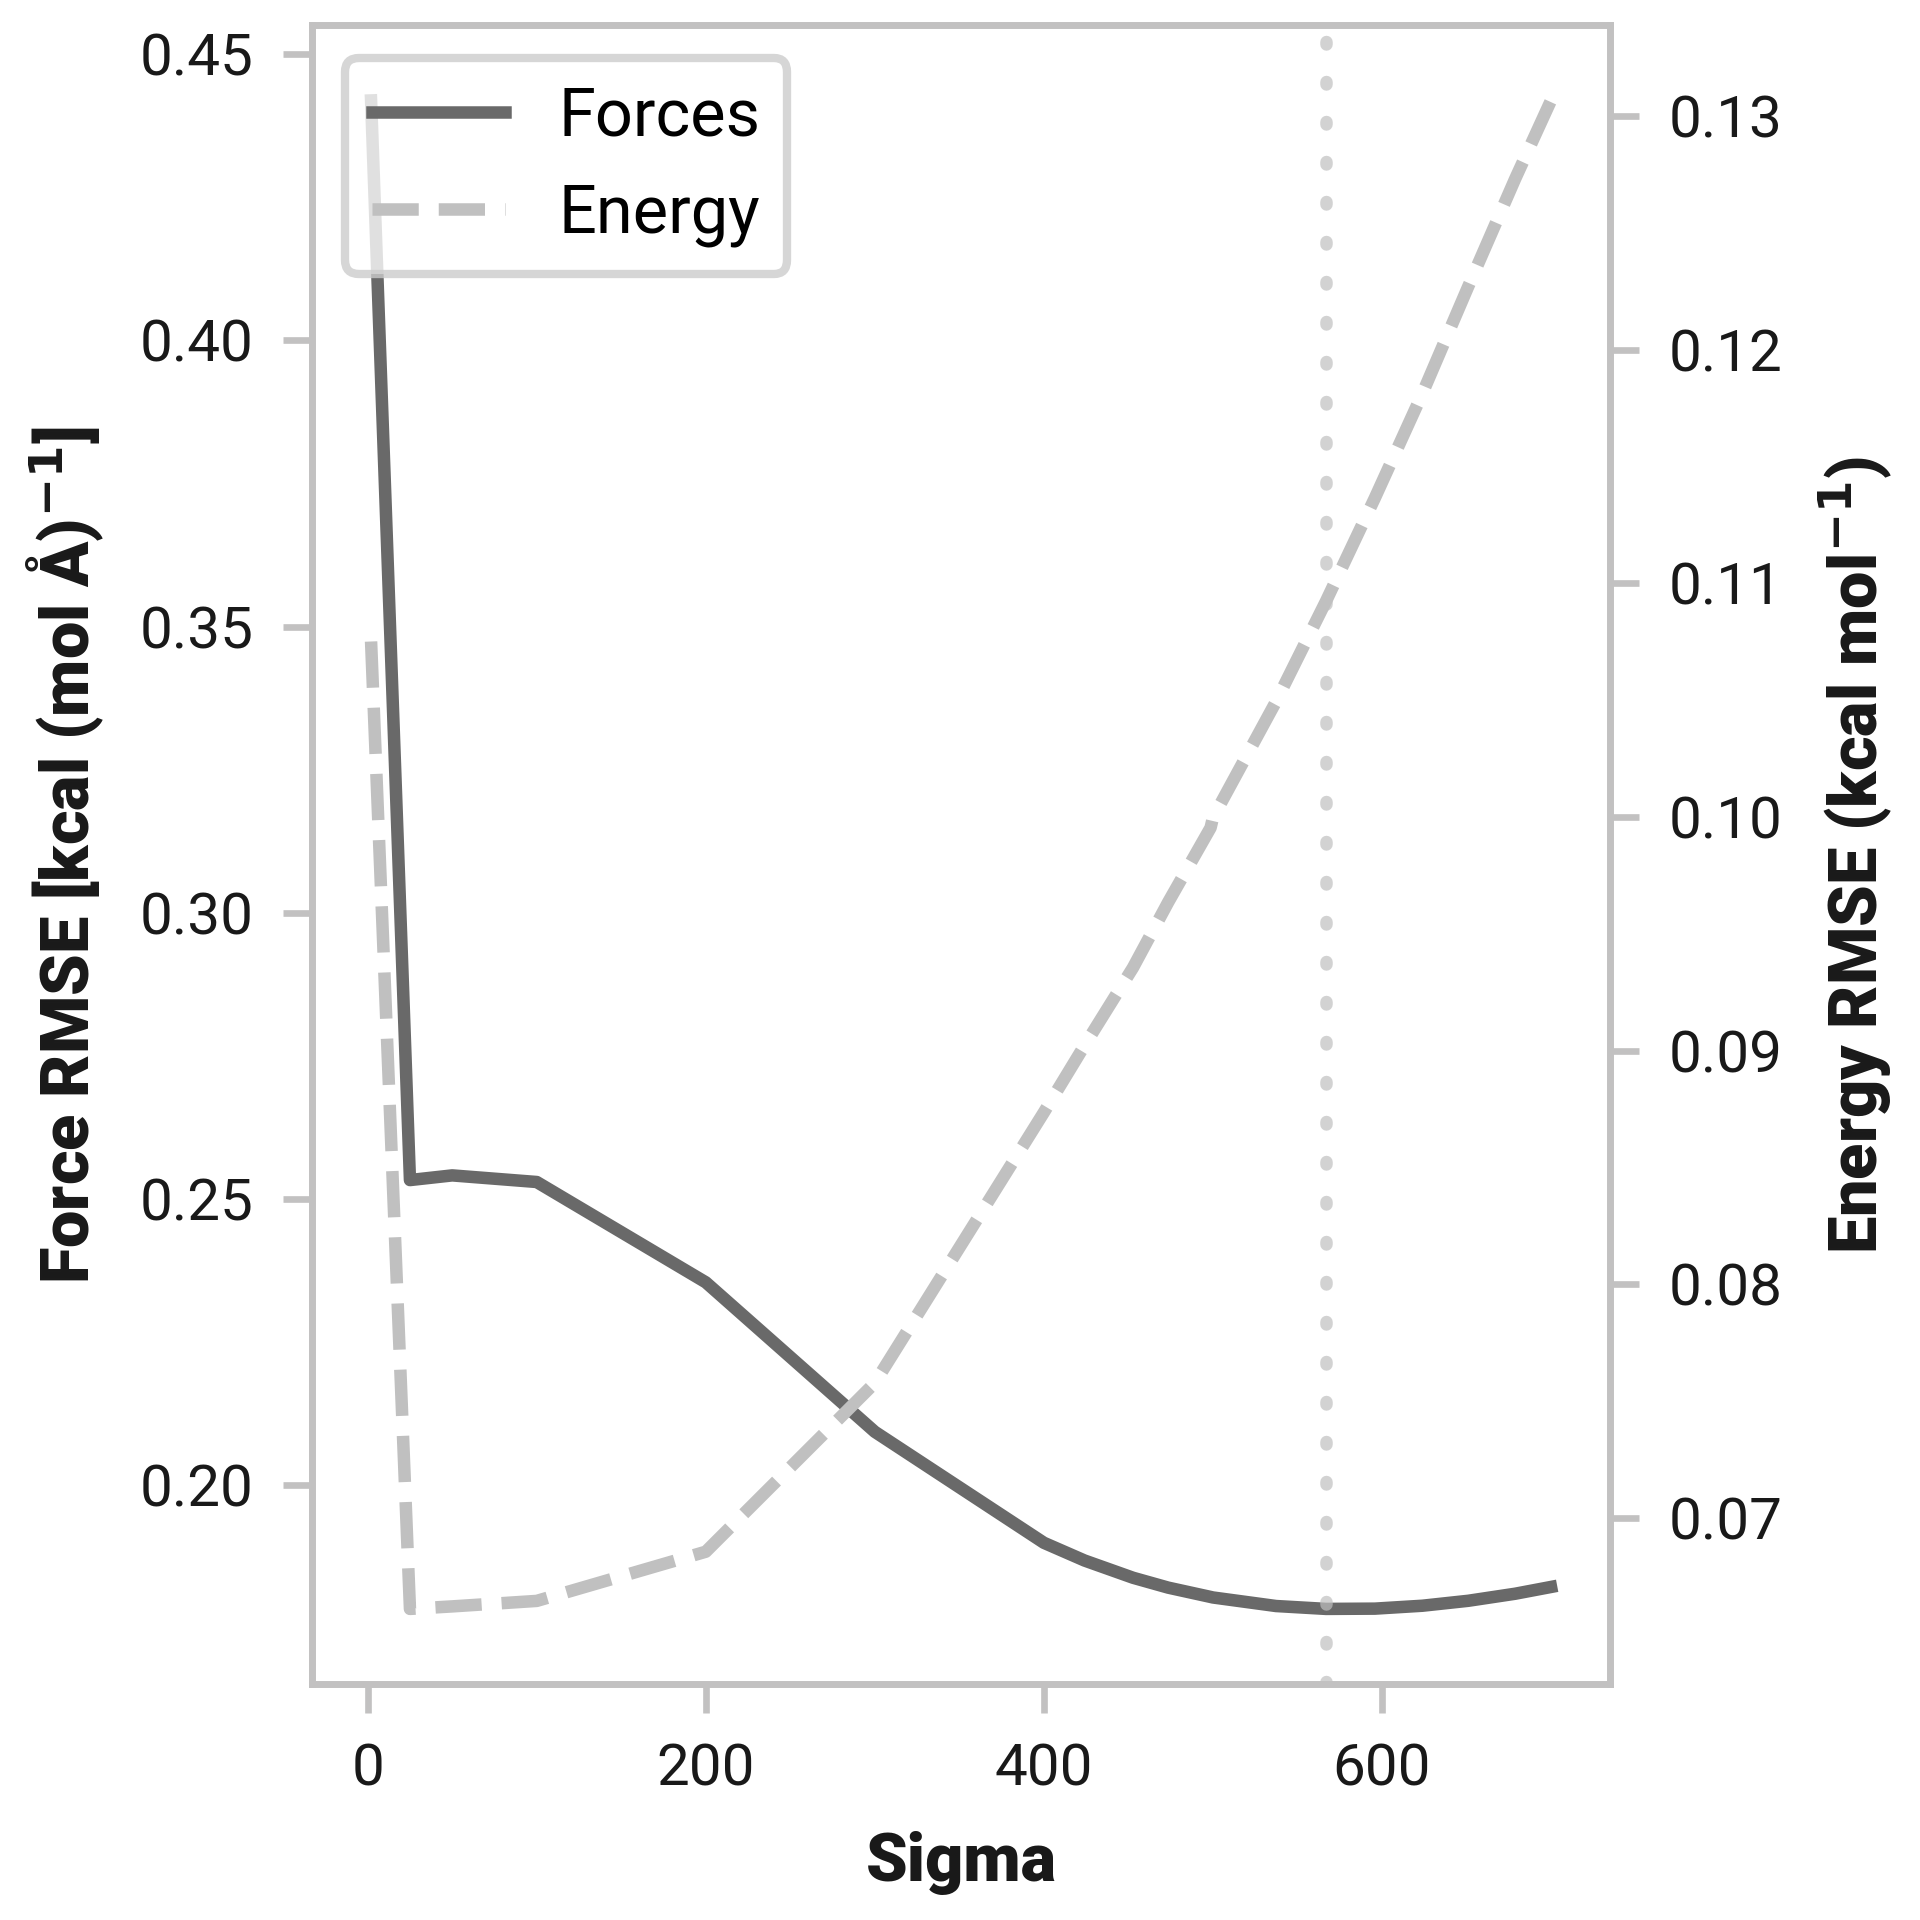 Forces
Energy
0.45
0.40
0.35
0.30
0.25
0.20
Force RMSE [kcal (mol Å)⁻¹]
0.13
0.12
0.11
0.10
0.09
0.08
0.07
Energy RMSE (kcal mol⁻¹)
0 200 400 600
Sigma